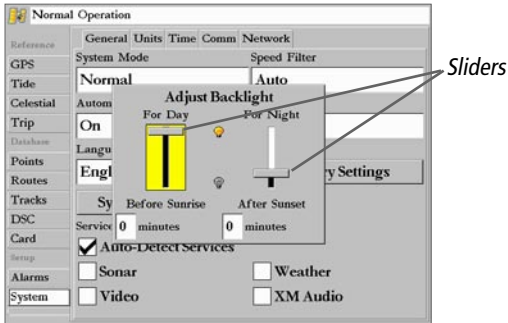 Normal Operation
General Units Time Comm Network
Reference
GPS
Tide
Celestial
Trip
Database
Points
Routes
Tracks
DSC
Card
Setup
Alarms
System
System Mode Speed Filter
Normal Auto
Autom
On
Langu
Engl ry Settings
Sy
Service
Auto-Detect Services
Sonar Weather
Video XM Audio
Adjust Backlight
For Day For Night
Before Sunrise After Sunset
0 minutes 0 minutes
Sliders